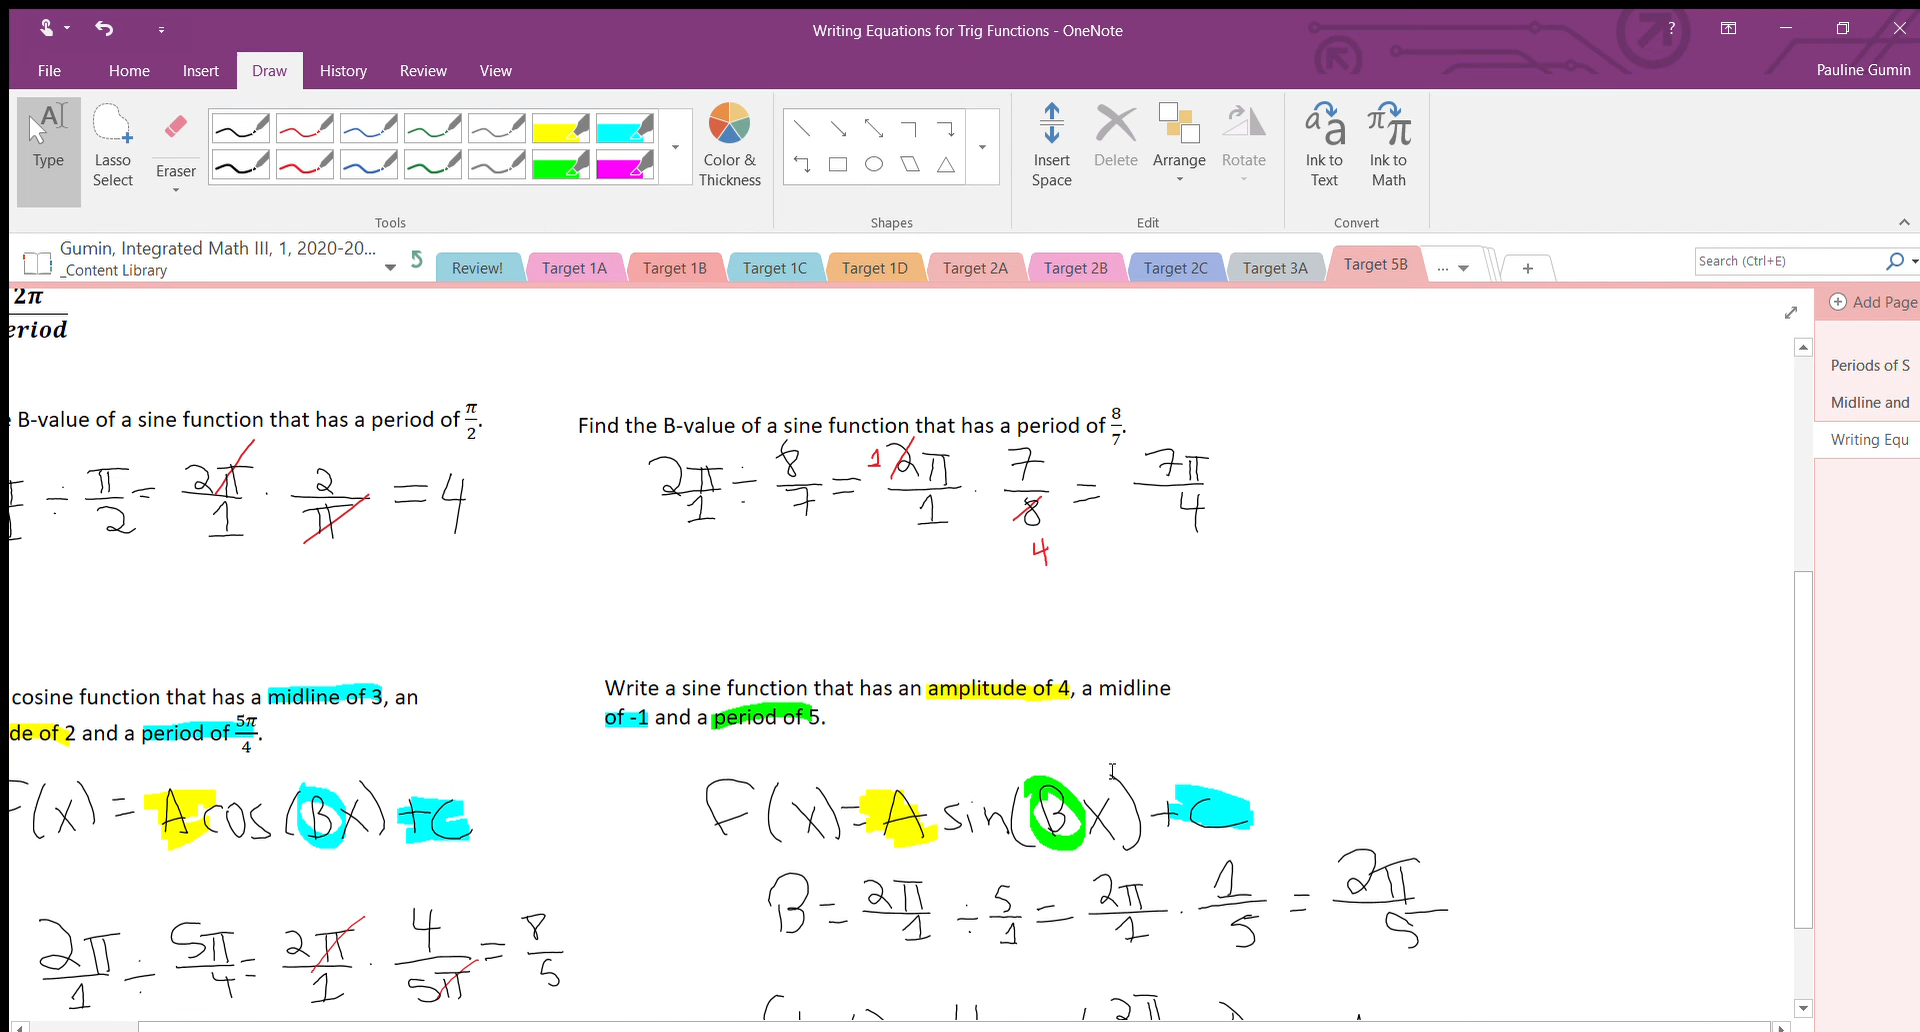 Writing Equations for Trig Functions - OneNote
?
Pauline Gumin
File Home Insert Draw History Review View
Type
Lasso Select
Eraser
Color & Thickness
Insert Space
Delete
Arrange
Rotate
Ink to Text
Ink to Math
Tools
Shapes
Edit
Convert
Gumin, Integrated Math III, 1, 2020-20...
_Content Library
Review! Target 1A Target 1B Target 1C Target 1D Target 2A Target 2B Target 2C Target 3A Target 5B ... +
Search (Ctrl+E)
Add Page
Periods of S
Midline and
Writing Equ
2π
eriod
B-value of a sine function that has a period of π/2.
÷ π/2 = 2π/1 · 2/π = 4
Find the B-value of a sine function that has a period of 8/7.
2π/1 ÷ 8/7 = 1 2π/1 · 7/8 = 7π/4
4
cosine function that has a midline of 3, an
de of 2 and a period of 5π/4.
F(x) = A cos (Bx) + C
2π/1 ÷ 5π/4 = 2π/1 · 4/5π = 8/5
Write a sine function that has an amplitude of 4, a midline
of -1 and a period of 5.
F(x) = A sin(Bx) + C
B = 2π/1 ÷ 5/1 = 2π/1 · 1/5 = 2π/5